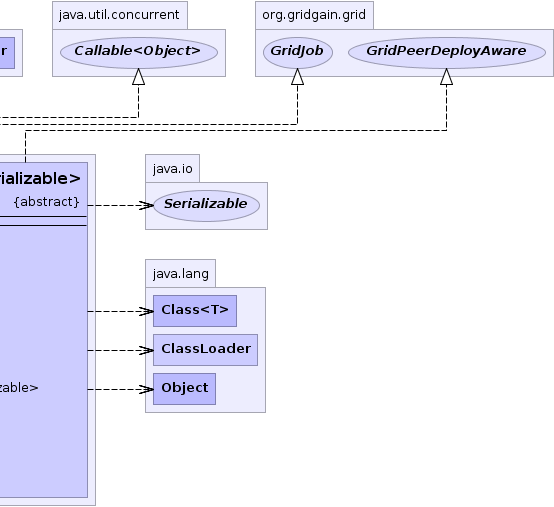 java.util.concurrent
org.gridgain.grid
r
Callable<Object>
GridJob
GridPeerDeployAware
rializable>
{abstract}
java.io
Serializable
java.lang
Class<T>
ClassLoader
zable>
Object